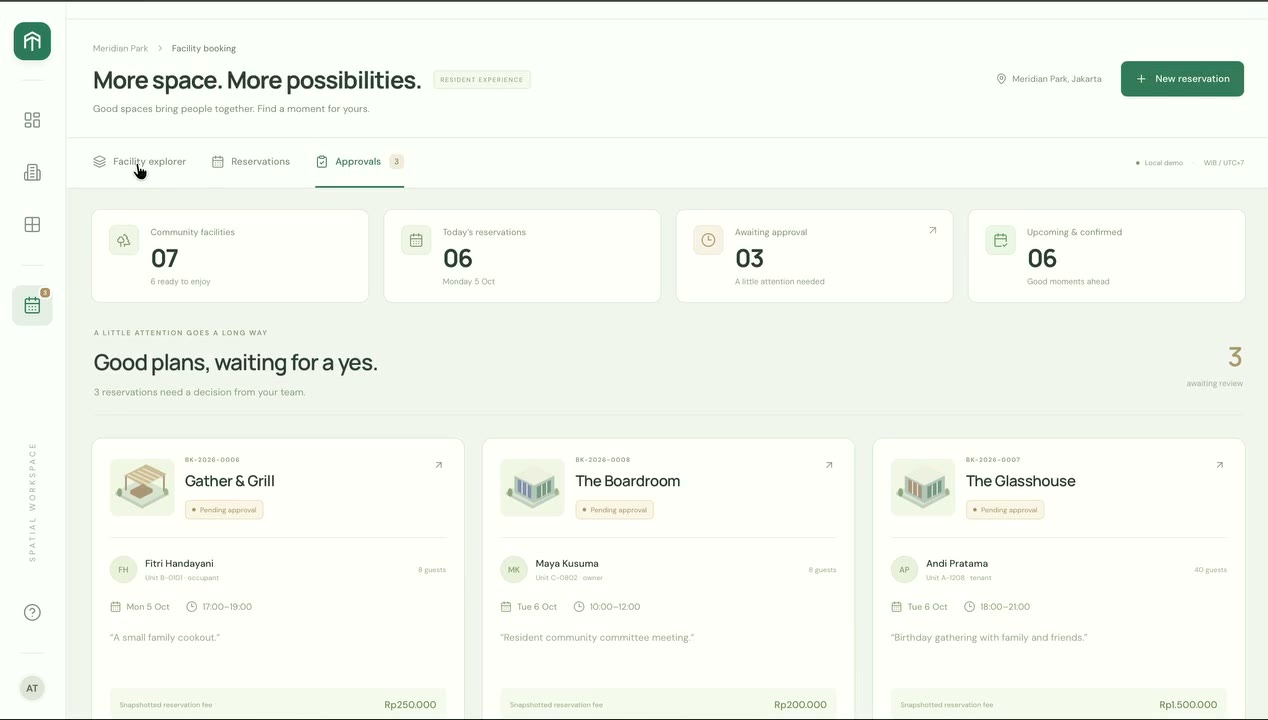 Meridian Park > Facility booking
More space. More possibilities.
RESIDENT EXPERIENCE
Good spaces bring people together. Find a moment for yours.
Meridian Park, Jakarta
New reservation
Facility explorer
Reservations
Approvals 3
Local demo · WIB / UTC+7
Community facilities
07
6 ready to enjoy
Today's reservations
06
Monday 5 Oct
Awaiting approval
03
A little attention needed
Upcoming & confirmed
06
Good moments ahead
3
A LITTLE ATTENTION GOES A LONG WAY
Good plans, waiting for a yes.
3 reservations need a decision from your team.
3
awaiting review
BK-2026-0006
Gather & Grill
Pending approval
FH
Fitri Handayani
Unit B-0101 · occupant
8 guests
Mon 5 Oct
17:00–19:00
“A small family cookout.”
Snapshotted reservation fee
Rp250.000
BK-2026-0008
The Boardroom
Pending approval
MK
Maya Kusuma
Unit C-0802 · owner
8 guests
Tue 6 Oct
10:00–12:00
“Resident community committee meeting.”
Snapshotted reservation fee
Rp200.000
BK-2026-0007
The Glasshouse
Pending approval
AP
Andi Pratama
Unit A-1208 · tenant
40 guests
Tue 6 Oct
18:00–21:00
“Birthday gathering with family and friends.”
Snapshotted reservation fee
Rp1.500.000
SPATIAL WORKSPACE
AT